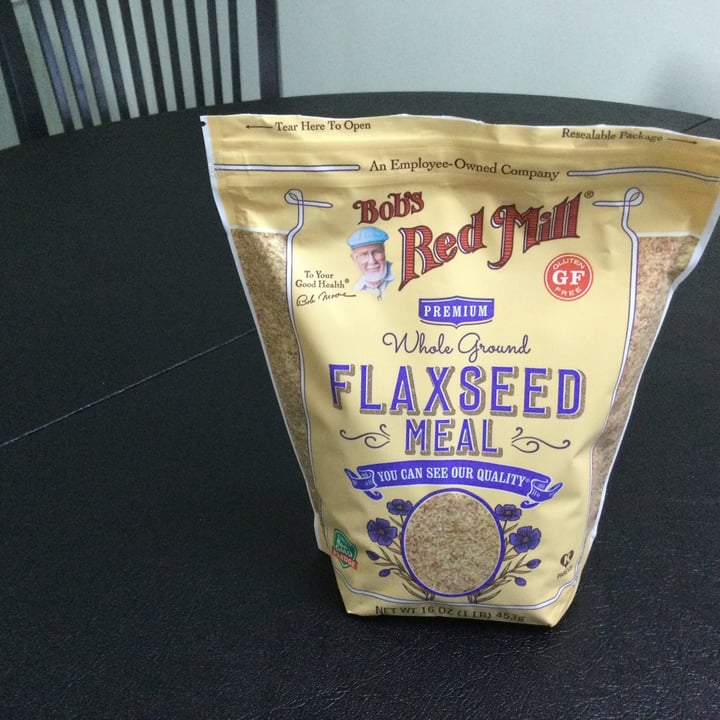 Tear Here To Open
Resealable Package
An Employee-Owned Company
Bob's
Red Mill®
To Your
Good Health®
Bob Moore
GLUTEN
GF
FREE
PREMIUM
Whole Ground
FLAXSEED
MEAL
YOU CAN SEE OUR QUALITY®
PLEDGE
K
NET WT 16 OZ (1 LB) 453g